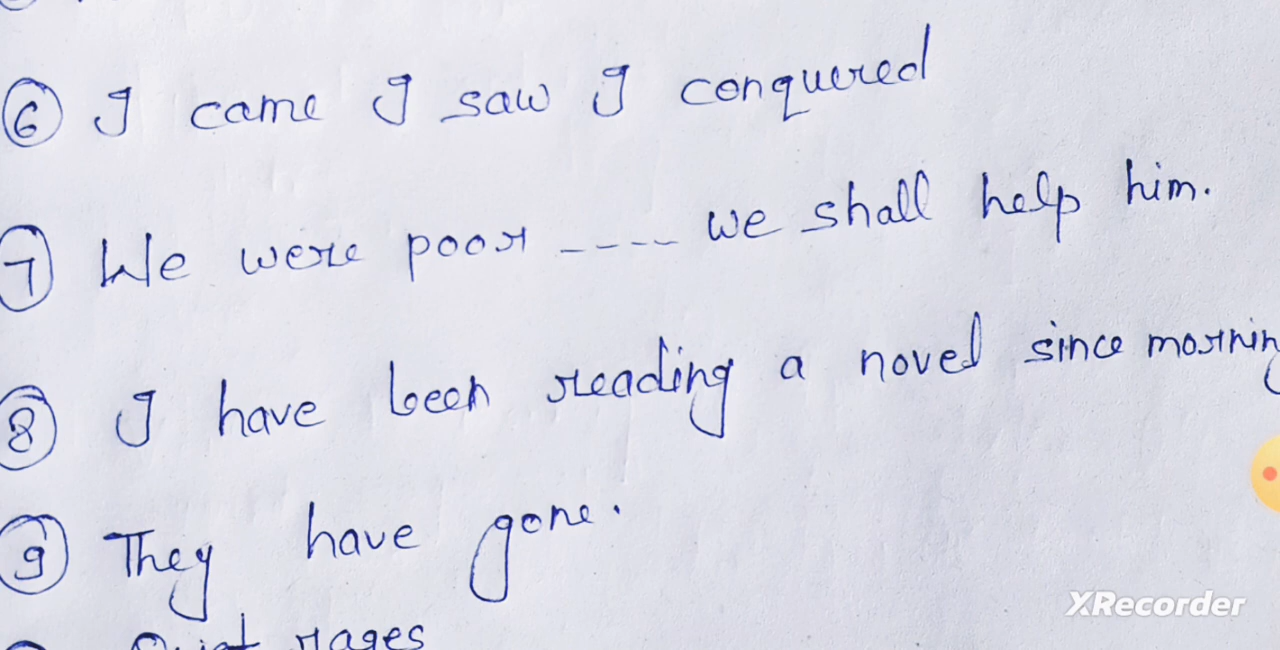 6 I came I saw I conquered
7 We were poor ---- we shall help him.
8 I have been reading a novel since mornin
9 They have gone.
rages
XRecorder